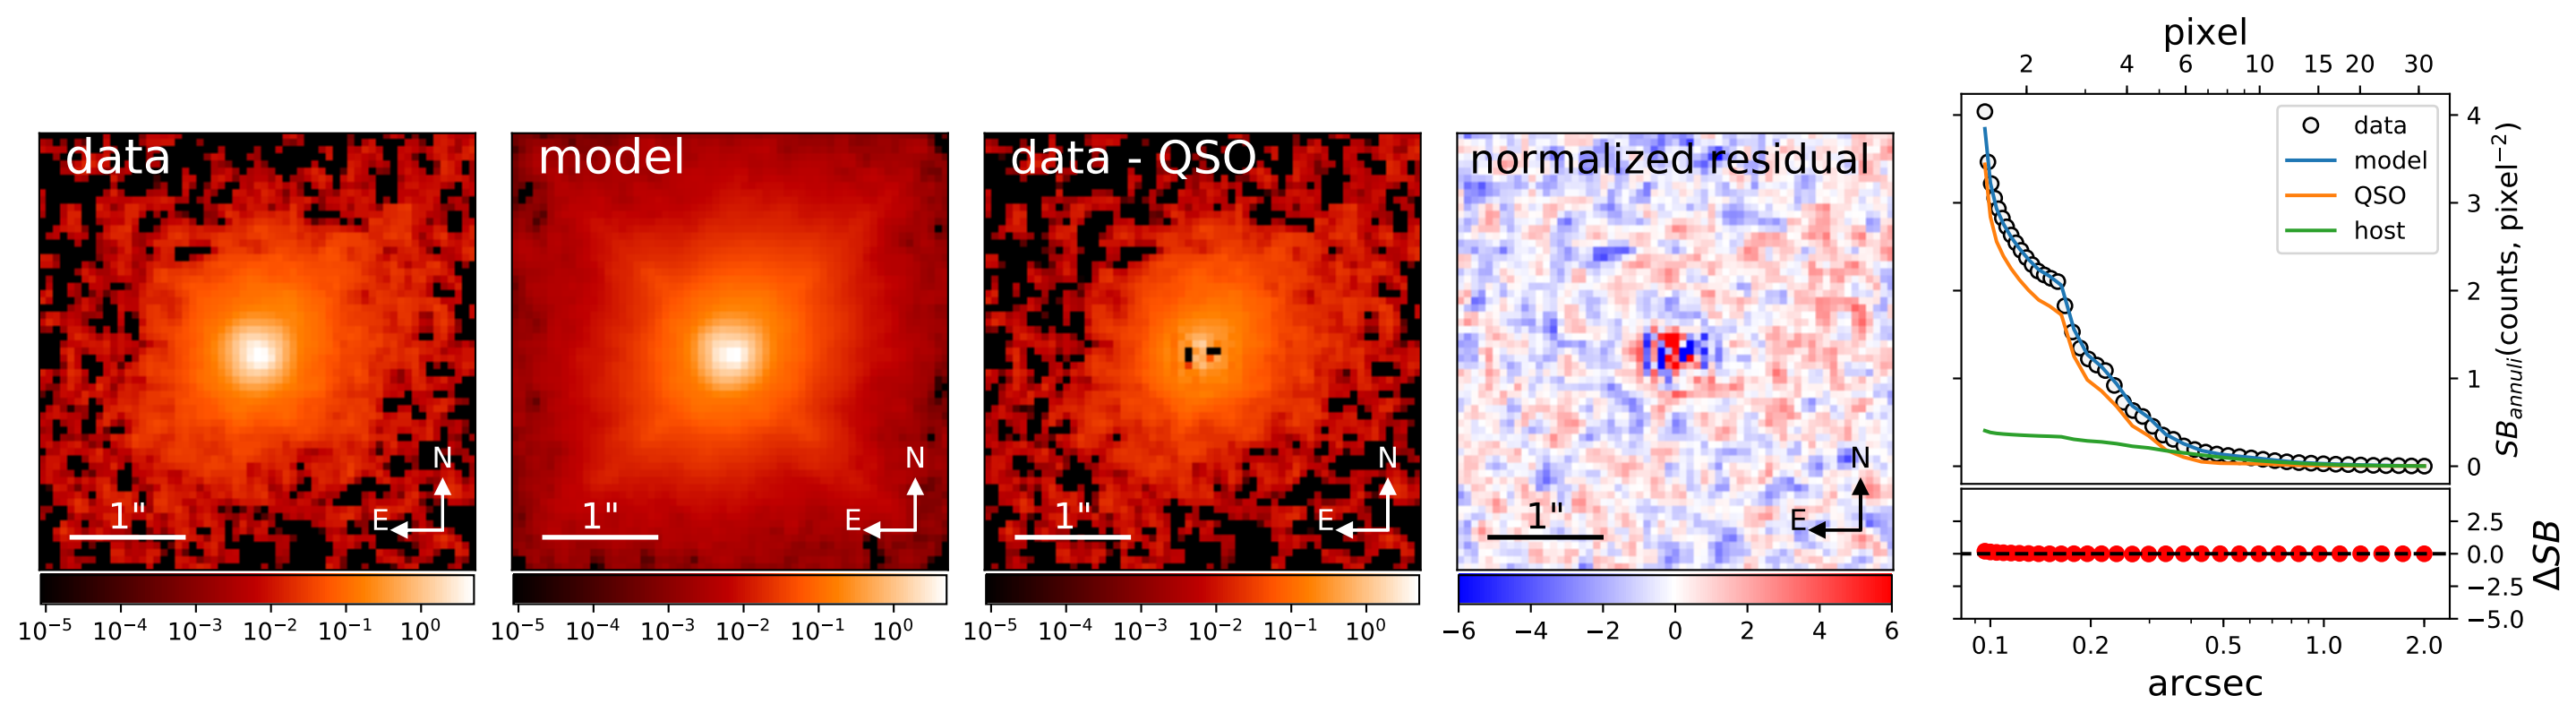 data
N
E
1"
10⁻⁵ 10⁻⁴ 10⁻³ 10⁻² 10⁻¹ 10⁰
model
N
E
1"
10⁻⁵ 10⁻⁴ 10⁻³ 10⁻² 10⁻¹ 10⁰
data - QSO
N
E
1"
10⁻⁵ 10⁻⁴ 10⁻³ 10⁻² 10⁻¹ 10⁰
normalized residual
N
E
1"
−6 −4 −2 0 2 4 6
pixel
2 4 6 10 15 20 30
data
model
QSO
host
4
3
2
1
0
SB_annuli(counts, pixel⁻²)
2.5
0.0
−2.5
−5.0
ΔSB
0.1 0.2 0.5 1.0 2.0
arcsec